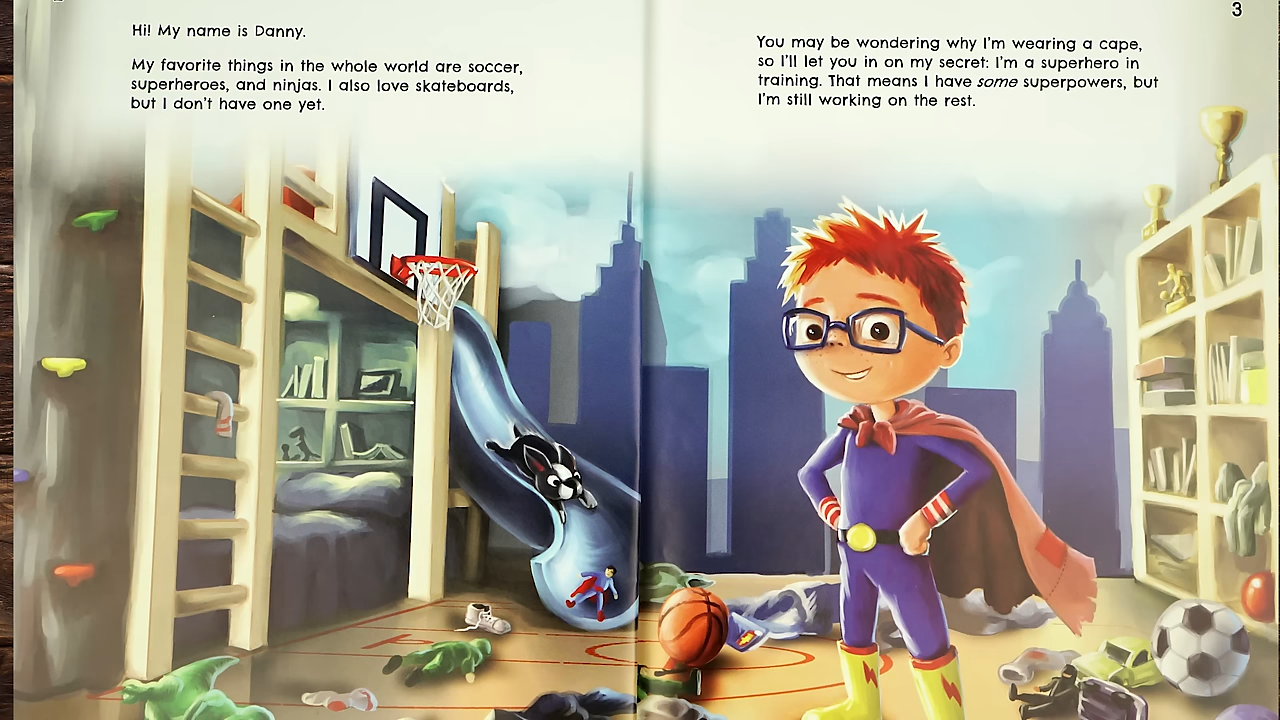 Hi! My name is Danny.
My favorite things in the whole world are soccer,
superheroes, and ninjas. I also love skateboards,
but I don't have one yet.
3
You may be wondering why I'm wearing a cape,
so I'll let you in on my secret: I'm a superhero in
training. That means I have some superpowers, but
I'm still working on the rest.